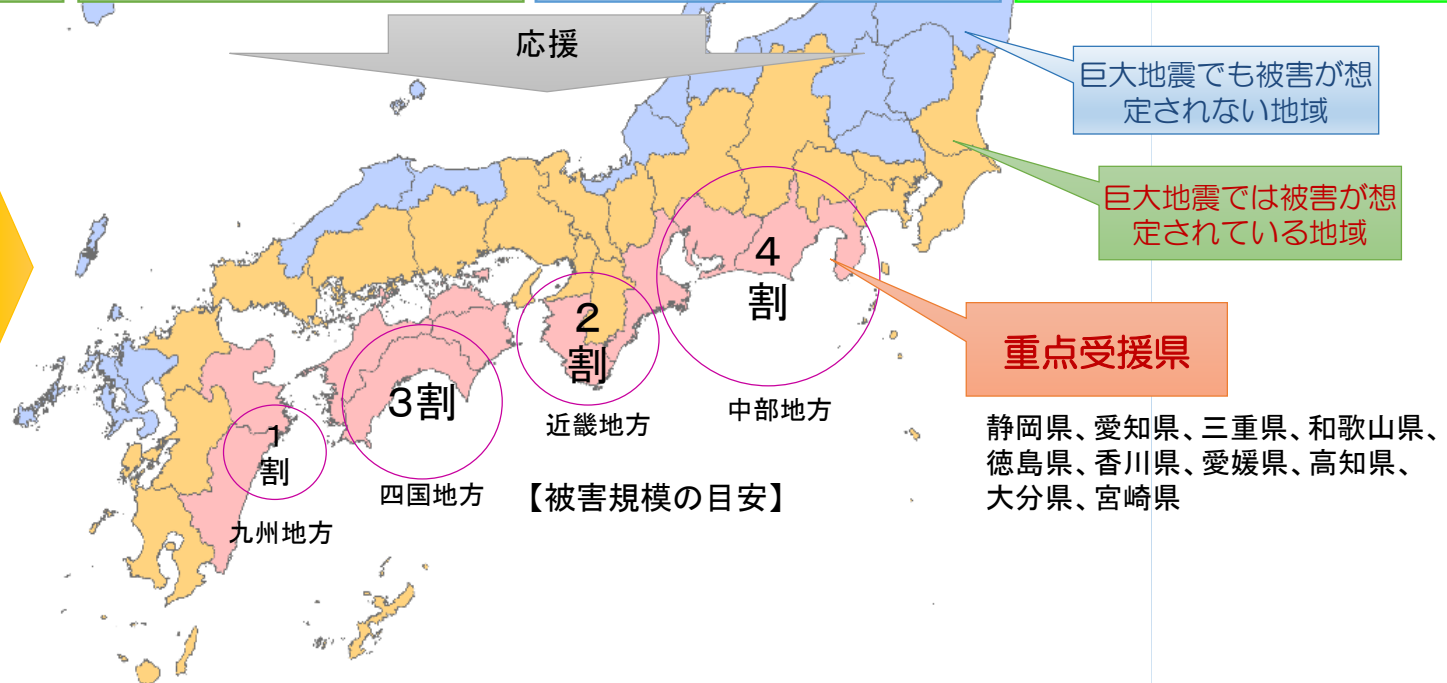 応援
巨大地震でも被害が想
定されない地域
巨大地震では被害が想
定されている地域
4
割
2
割
重点受援県
3割
中部地方
近畿地方
静岡県、愛知県、三重県、和歌山県、
徳島県、香川県、愛媛県、高知県、
大分県、宮崎県
1
割
四国地方
【被害規模の目安】
九州地方